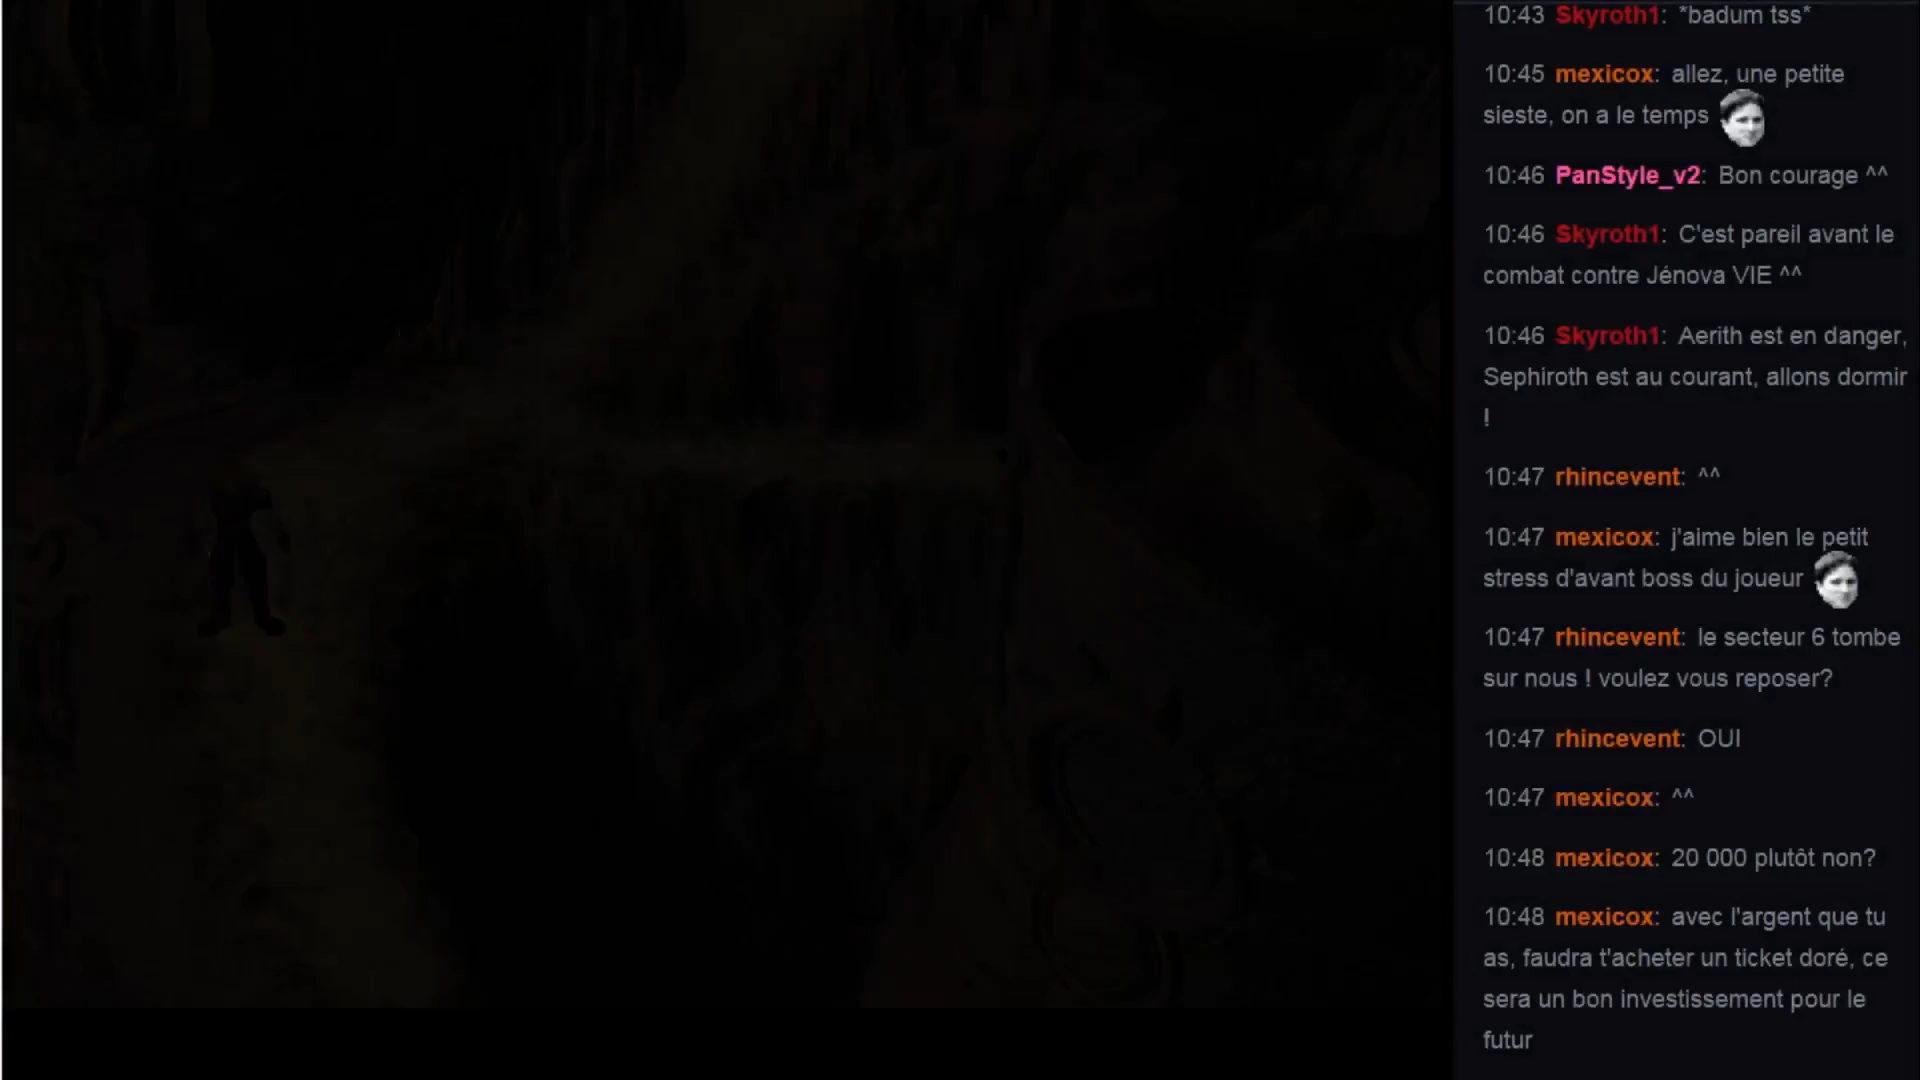 10:43 Skyroth1: *badum tss*
10:45 mexicox: allez, une petite
sieste, on a le temps
10:46 PanStyle_v2: Bon courage ^^
10:46 Skyroth1: C'est pareil avant le
combat contre Jénova VIE ^^
10:46 Skyroth1: Aerith est en danger,
Sephiroth est au courant, allons dormir
!
10:47 rhincevent: ^^
10:47 mexicox: j'aime bien le petit
stress d'avant boss du joueur
10:47 rhincevent: le secteur 6 tombe
sur nous ! voulez vous reposer?
10:47 rhincevent: OUI
10:47 mexicox: ^^
10:48 mexicox: 20 000 plutôt non?
10:48 mexicox: avec l'argent que tu
as, faudra t'acheter un ticket doré, ce
sera un bon investissement pour le
futur